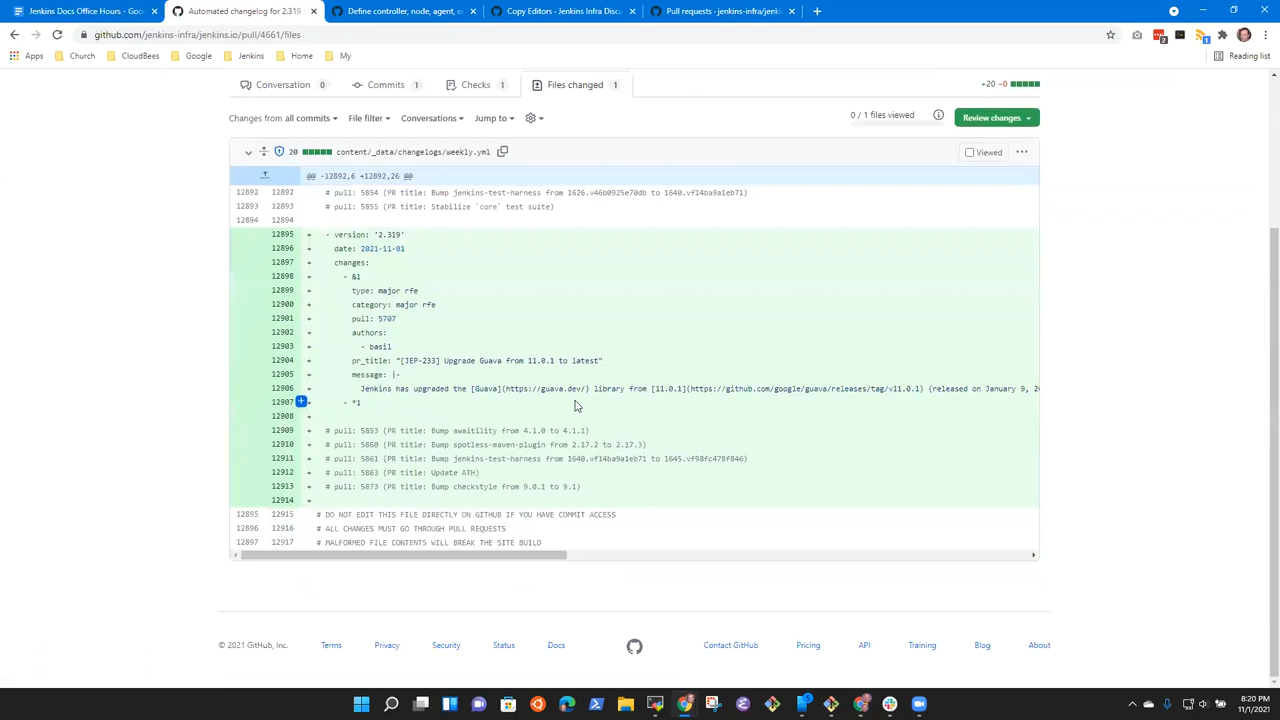 Jenkins Docs Office Hours - Goo
Automated changelog for 2.319
Define controller, node, agent, e
Copy Editors - Jenkins Infra Discu
Pull requests · jenkins-infra/jenki
github.com/jenkins-infra/jenkins.io/pull/4661/files
Apps Church CloudBees Google Jenkins Home My Reading list
Conversation 0 Commits 1 Checks 1 Files changed 1 +20 −0
Changes from all commits File filter Conversations Jump to 0 / 1 files viewed Review changes
20 content/_data/changelogs/weekly.yml Viewed
@@ -12892,6 +12892,26 @@
12892 12892 # pull: 5854 (PR title: Bump jenkins-test-harness from 1626.v46b0925e70db to 1640.vf14ba9a1eb71)
12893 12893 # pull: 5855 (PR title: Stabilize `core` test suite)
12894 12894
12895 + - version: '2.319'
12896 + date: 2021-11-01
12897 + changes:
12898 + - &1
12899 + type: major rfe
12900 + category: major rfe
12901 + pull: 5707
12902 + authors:
12903 + - basil
12904 + pr_title: "[JEP-233] Upgrade Guava from 11.0.1 to latest"
12905 + message: |-
12906 + Jenkins has upgraded the [Guava](https://guava.dev/) library from [11.0.1](https://github.com/google/guava/releases/tag/v11.0.1) (released on January 9, 20
12907 + - *1
12908 +
12909 + # pull: 5853 (PR title: Bump awaitility from 4.1.0 to 4.1.1)
12910 + # pull: 5860 (PR title: Bump spotless-maven-plugin from 2.17.2 to 2.17.3)
12911 + # pull: 5861 (PR title: Bump jenkins-test-harness from 1640.vf14ba9a1eb71 to 1645.vf98fc478f846)
12912 + # pull: 5863 (PR title: Update ATH)
12913 + # pull: 5873 (PR title: Bump checkstyle from 9.0.1 to 9.1)
12914 +
12895 12915 # DO NOT EDIT THIS FILE DIRECTLY ON GITHUB IF YOU HAVE COMMIT ACCESS
12896 12916 # ALL CHANGES MUST GO THROUGH PULL REQUESTS
12897 12917 # MALFORMED FILE CONTENTS WILL BREAK THE SITE BUILD
© 2021 GitHub, Inc. Terms Privacy Security Status Docs Contact GitHub Pricing API Training Blog About
8:20 PM
11/1/2021